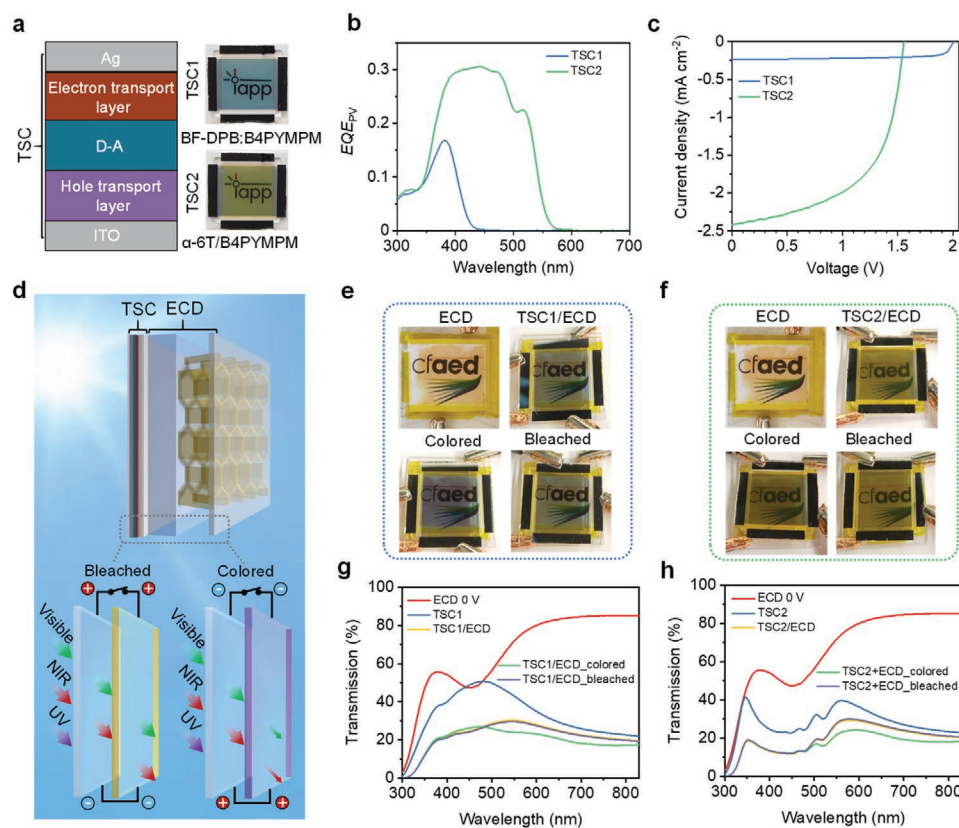 a
TSC
Ag
Electron transport
layer
D-A
Hole transport
layer
ITO
TSC1
iapp
BF-DPB:B4PYMPM
TSC2
iapp
α-6T/B4PYMPM
b
EQE_PV
0.3
0.2
0.1
0
TSC1
TSC2
300 400 500 600 700
Wavelength (nm)
c
Current density (mA cm⁻²)
0
-0.5
-1
-1.5
-2
-2.5
TSC1
TSC2
0 0.5 1 1.5 2
Voltage (V)
d
TSC ECD
Bleached
Colored
+ +
− −
Visible
NIR
UV
Visible
NIR
UV
− −
+ +
e
ECD TSC1/ECD
cfaed cfaed
Colored Bleached
cfaed cfaed
f
ECD TSC2/ECD
cfaed cfaed
Colored Bleached
cfaed cfaed
g
Transmission (%)
100
80
60
40
20
0
ECD 0 V
TSC1
TSC1/ECD
TSC1/ECD_colored
TSC1/ECD_bleached
300 400 500 600 700 800
Wavelength (nm)
h
Transmission (%)
100
80
60
40
20
0
ECD 0 V
TSC2
TSC2/ECD
TSC2+ECD_colored
TSC2+ECD_bleached
300 400 500 600 700 800
Wavelength (nm)